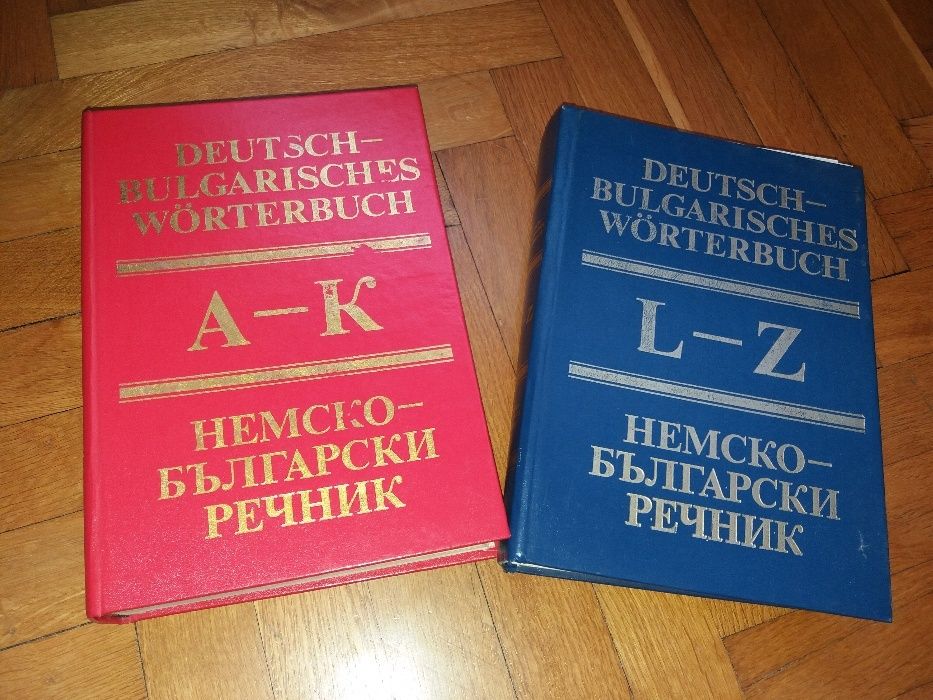 DEUTSCH–
BULGARISCHES
WÖRTERBUCH
A–K
НЕМСКО–
БЪЛГАРСКИ
РЕЧНИК
DEUTSCH–
BULGARISCHES
WÖRTERBUCH
L–Z
НЕМСКО–
БЪЛГАРСКИ
РЕЧНИК